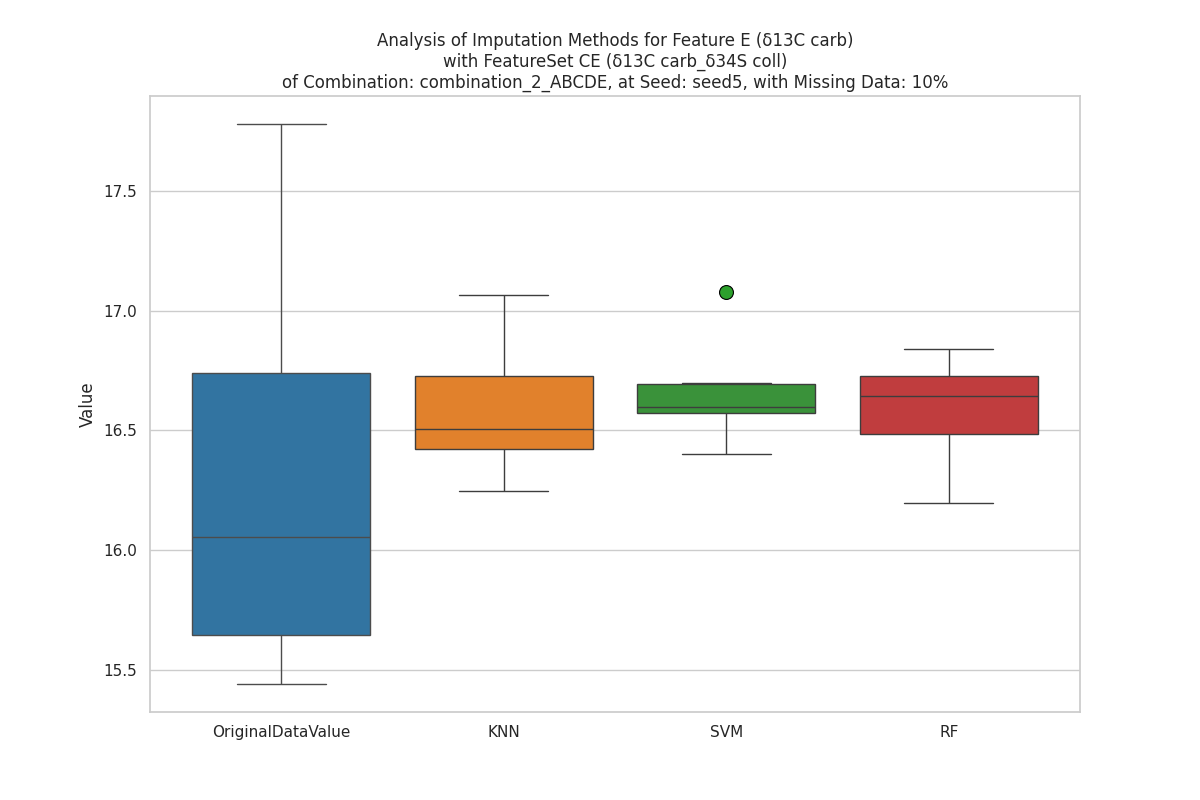 Analysis of Imputation Methods for Feature E (δ13C carb)
with FeatureSet CE (δ13C carb_δ34S coll)
of Combination: combination_2_ABCDE, at Seed: seed5, with Missing Data: 10%
17.5
17.0
16.5
16.0
15.5
Value
OriginalDataValue
KNN
SVM
RF